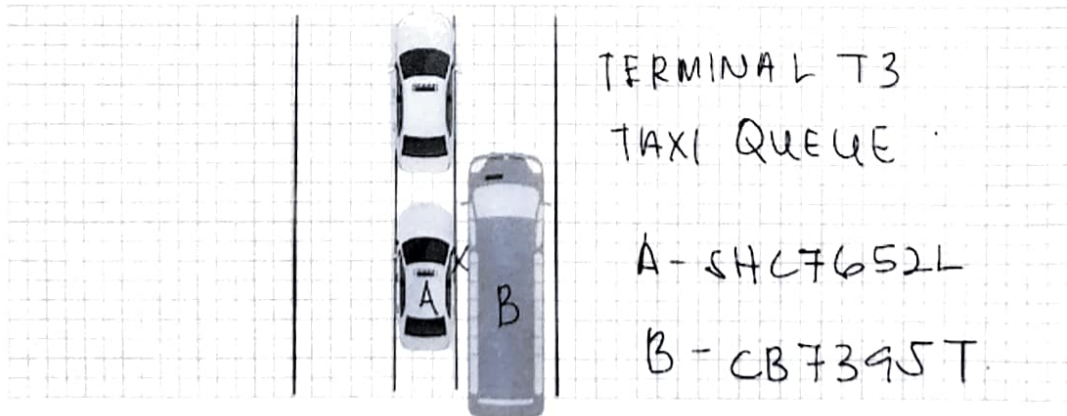 TERMINAL T3
TAXI QUEUE
A - SHC7652L
B - CB7395T
A
B